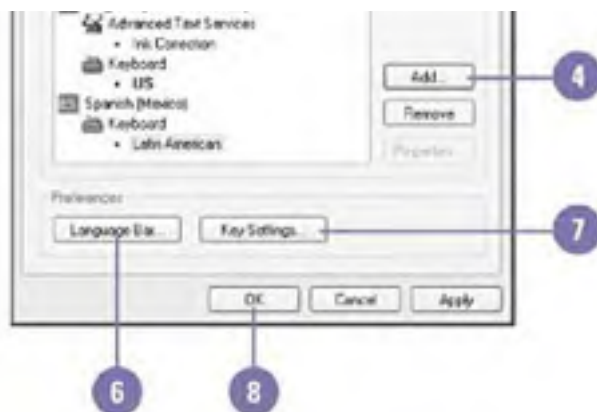 Advanced Text Services
• Ink Correction
Keyboard
• US
Spanish (Mexico)
Keyboard
• Latin American
Add...
4
Remove
Properties...
Preferences
Language Bar...
Key Settings...
7
OK
Cancel
Apply
6
8